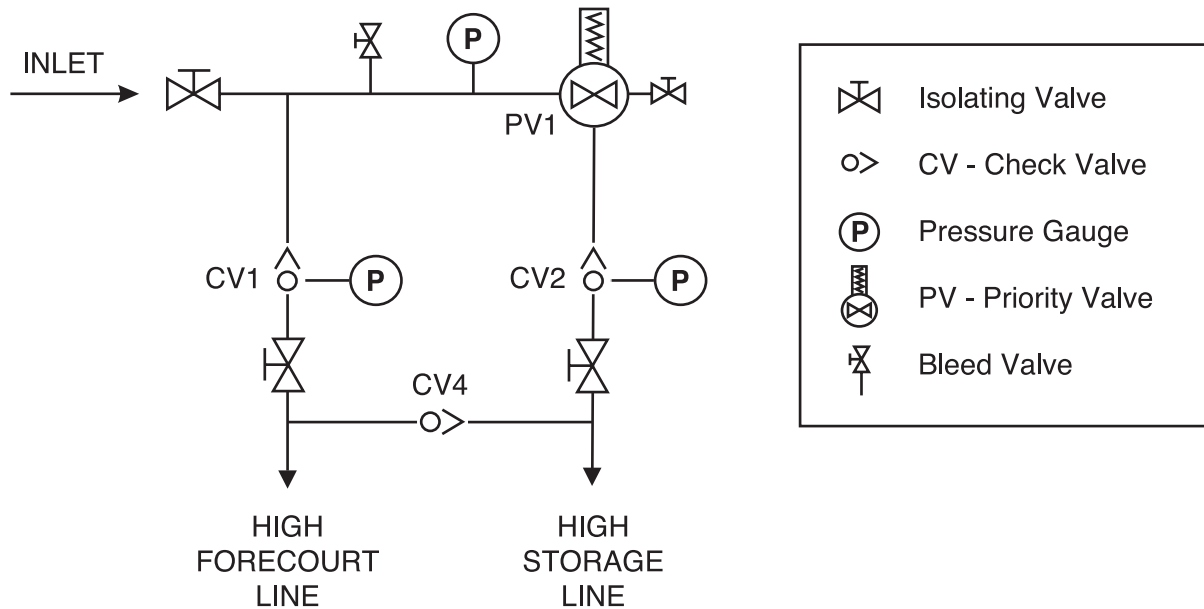 INLET
P
PV1
CV1
P
CV2
P
CV4
HIGH
FORECOURT
LINE
HIGH
STORAGE
LINE
Isolating Valve
CV - Check Valve
P
Pressure Gauge
PV - Priority Valve
Bleed Valve